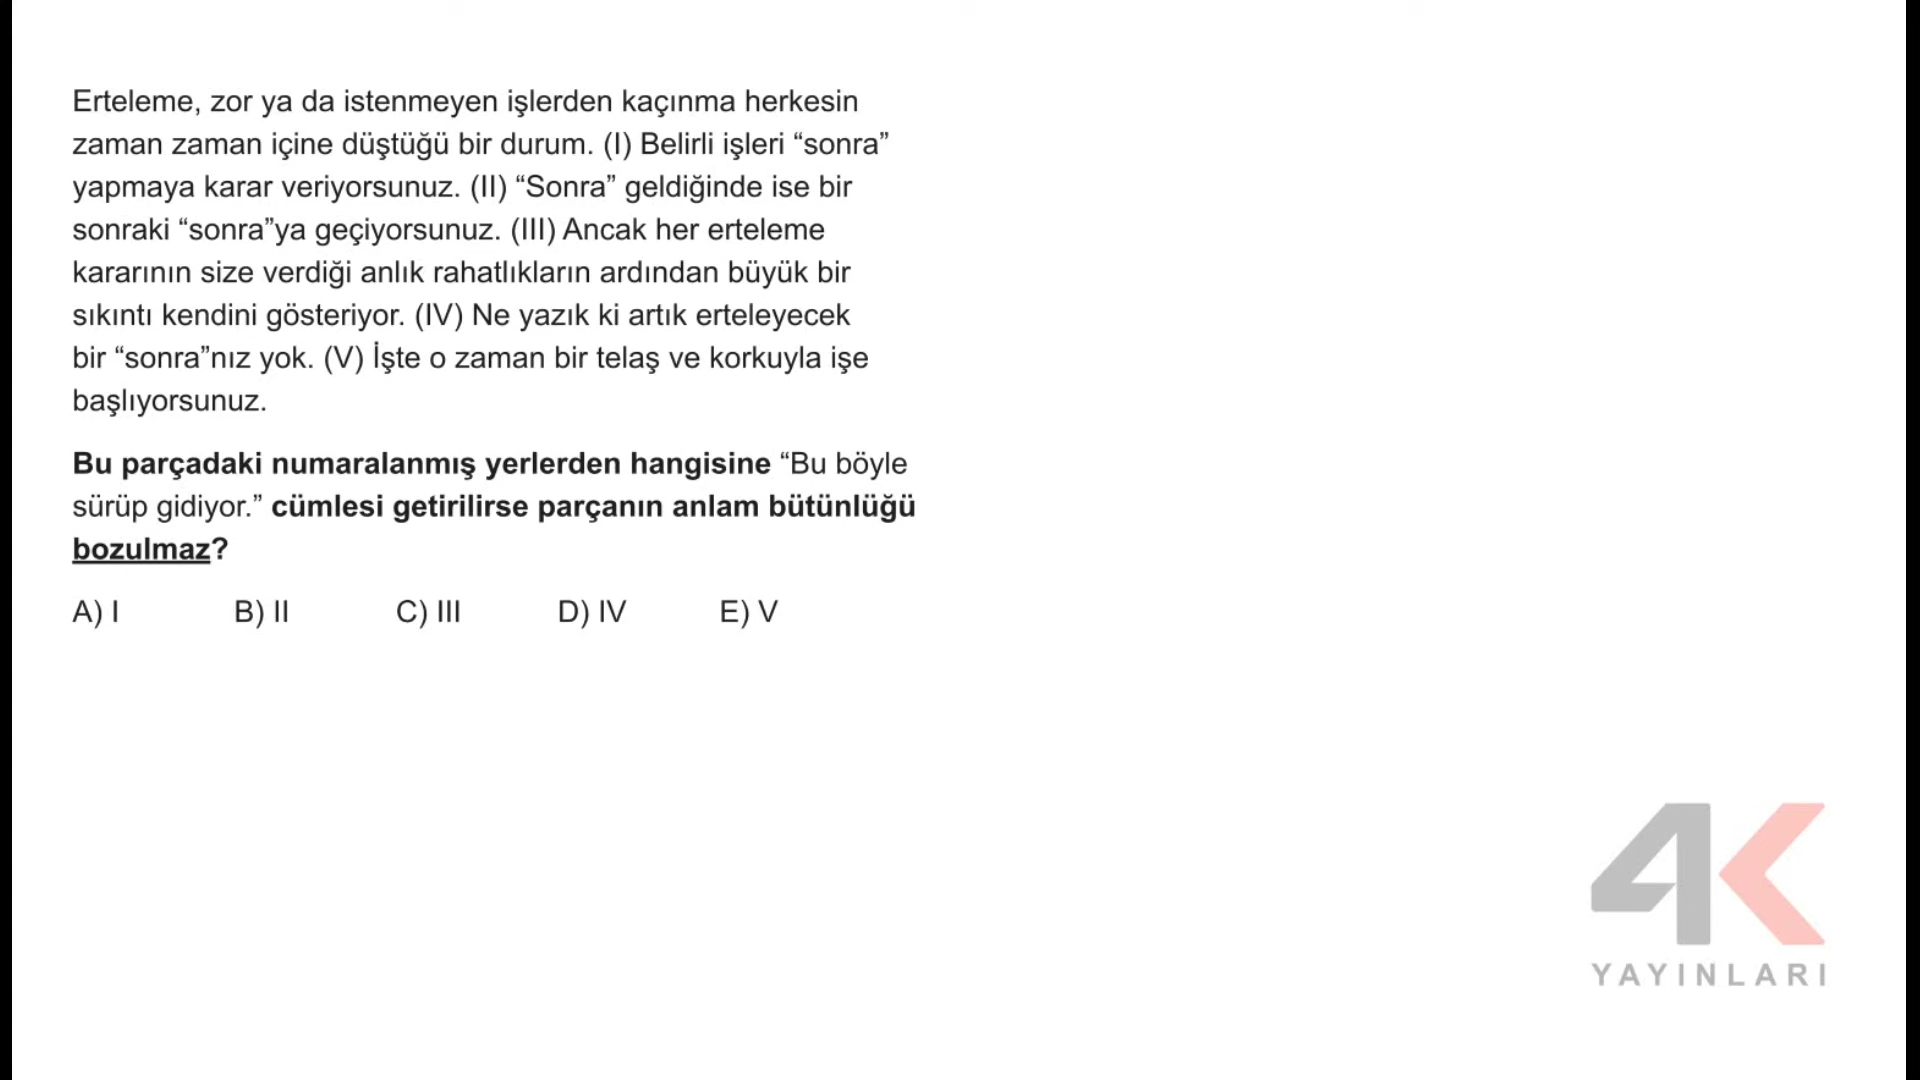 Erteleme, zor ya da istenmeyen işlerden kaçınma herkesin
zaman zaman içine düştüğü bir durum. (I) Belirli işleri “sonra”
yapmaya karar veriyorsunuz. (II) “Sonra” geldiğinde ise bir
sonraki “sonra”ya geçiyorsunuz. (III) Ancak her erteleme
kararının size verdiği anlık rahatlıkların ardından büyük bir
sıkıntı kendini gösteriyor. (IV) Ne yazık ki artık erteleyecek
bir “sonra”nız yok. (V) İşte o zaman bir telaş ve korkuyla işe
başlıyorsunuz.
Bu parçadaki numaralanmış yerlerden hangisine “Bu böyle
sürüp gidiyor.” cümlesi getirilirse parçanın anlam bütünlüğü
bozulmaz?
A) I B) II C) III D) IV E) V
4K
YAYINLARI